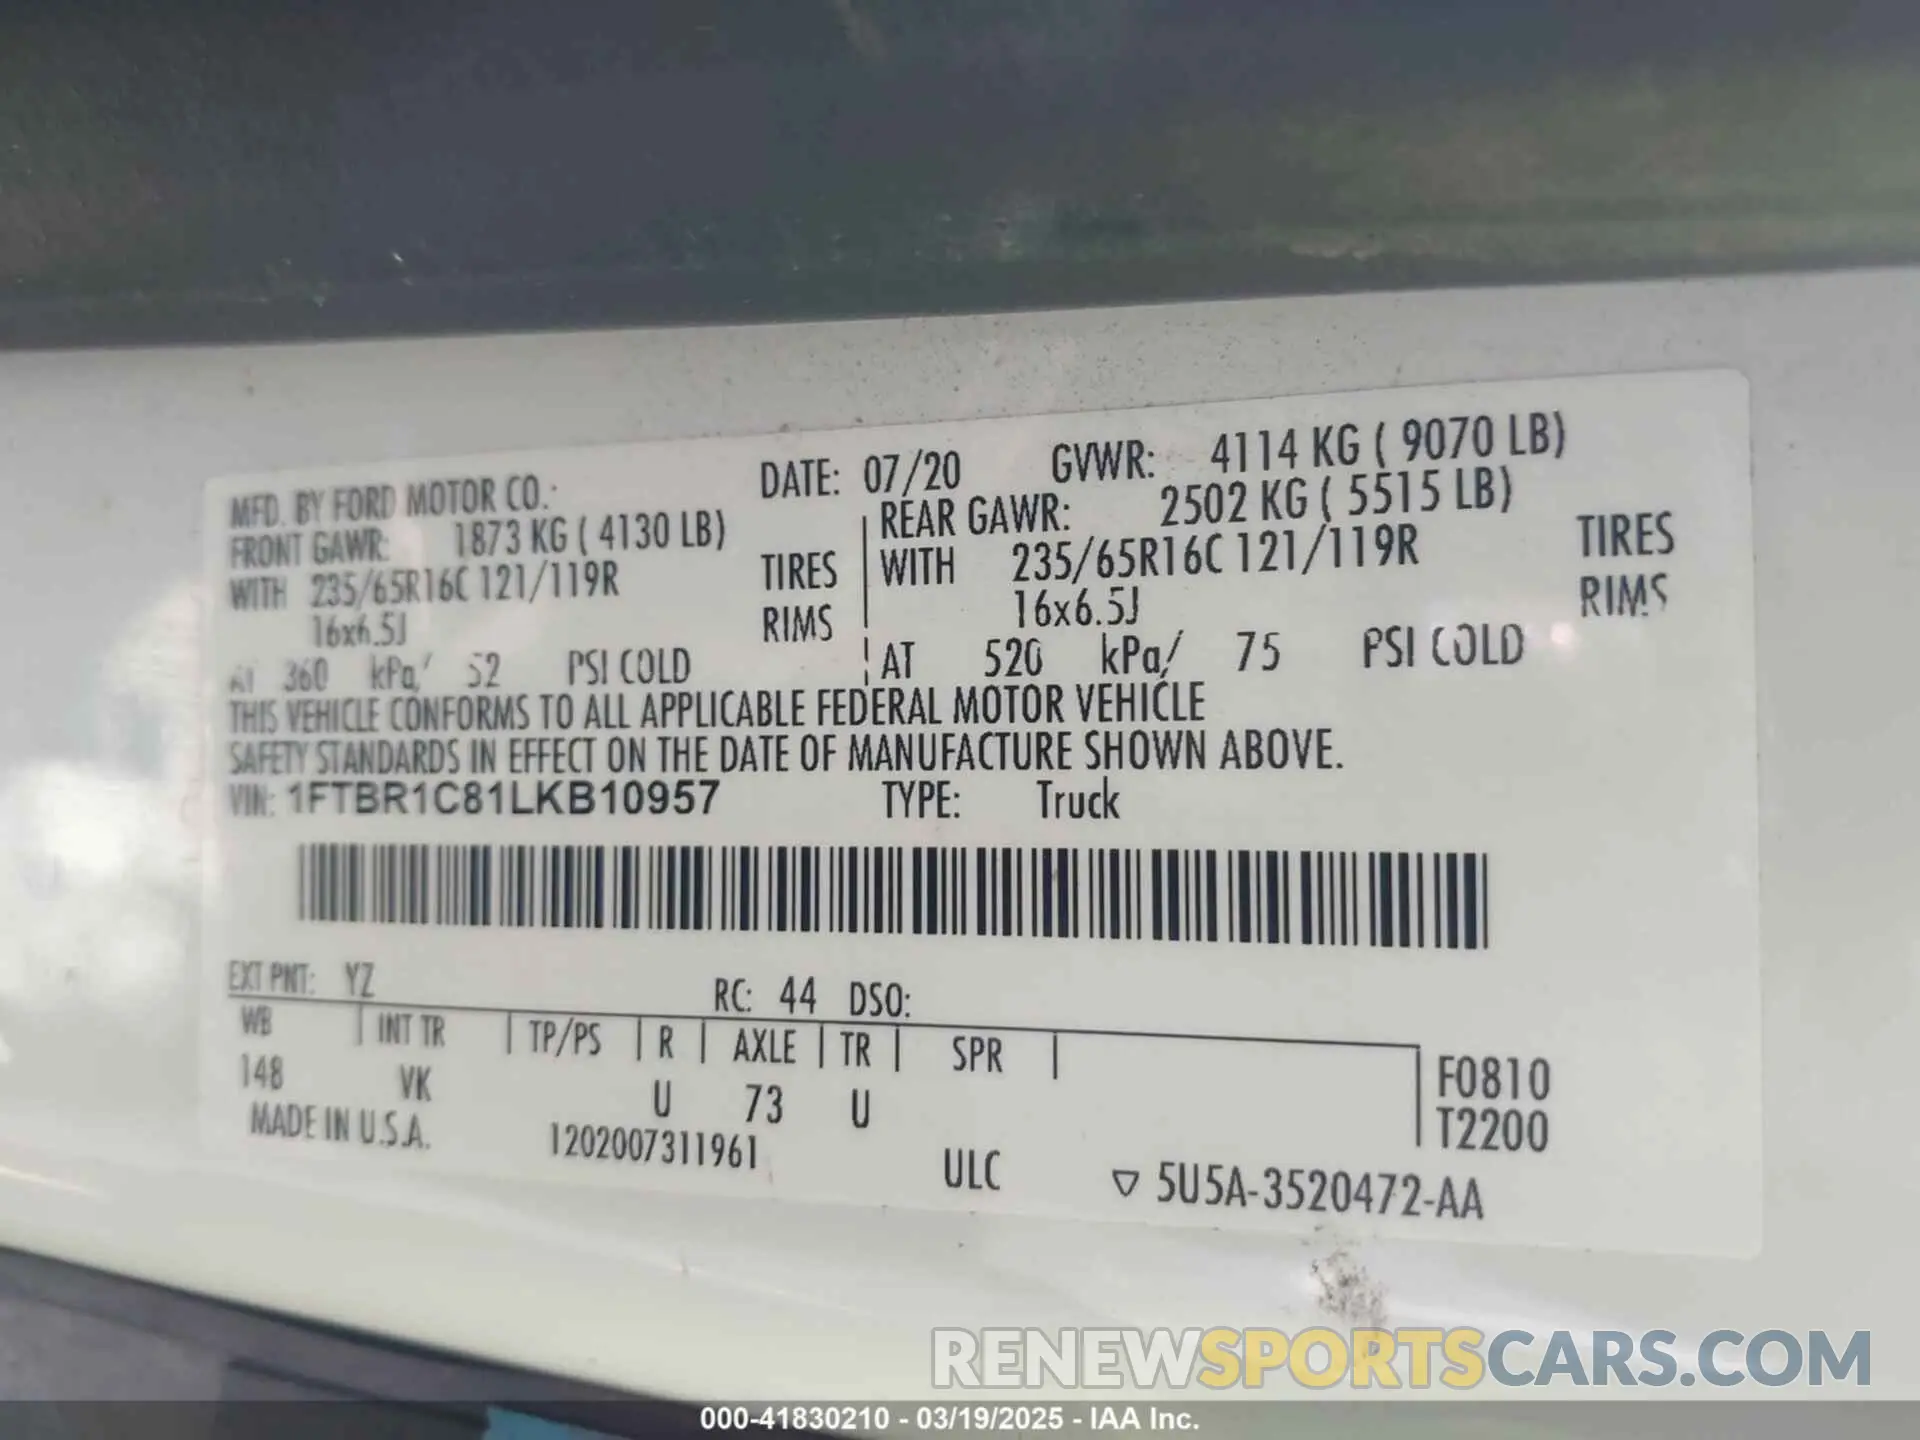 MFD. BY FORD MOTOR CO.: DATE: 07/20 GVWR: 4114 KG ( 9070 LB)
FRONT GAWR: 1873 KG ( 4130 LB) REAR GAWR: 2502 KG ( 5515 LB)
WITH 235/65R16C 121/119R TIRES WITH 235/65R16C 121/119R TIRES
16x6.5J RIMS 16x6.5J RIMS
AT 360 kPa/ 52 PSI COLD AT 520 kPa/ 75 PSI COLD
THIS VEHICLE CONFORMS TO ALL APPLICABLE FEDERAL MOTOR VEHICLE
SAFETY STANDARDS IN EFFECT ON THE DATE OF MANUFACTURE SHOWN ABOVE.
VIN: 1FTBR1C81LKB10957 TYPE: Truck
EXT PNT: YZ RC: 44 DSO:
WB INT TR TP/PS R AXLE TR SPR
148 VK U 73 U F0810
T2200
MADE IN U.S.A. 1202007311961 ULC ▽ 5U5A-3520472-AA
RENEWSPORTSCARS.COM
000-41830210 - 03/19/2025 - IAA Inc.